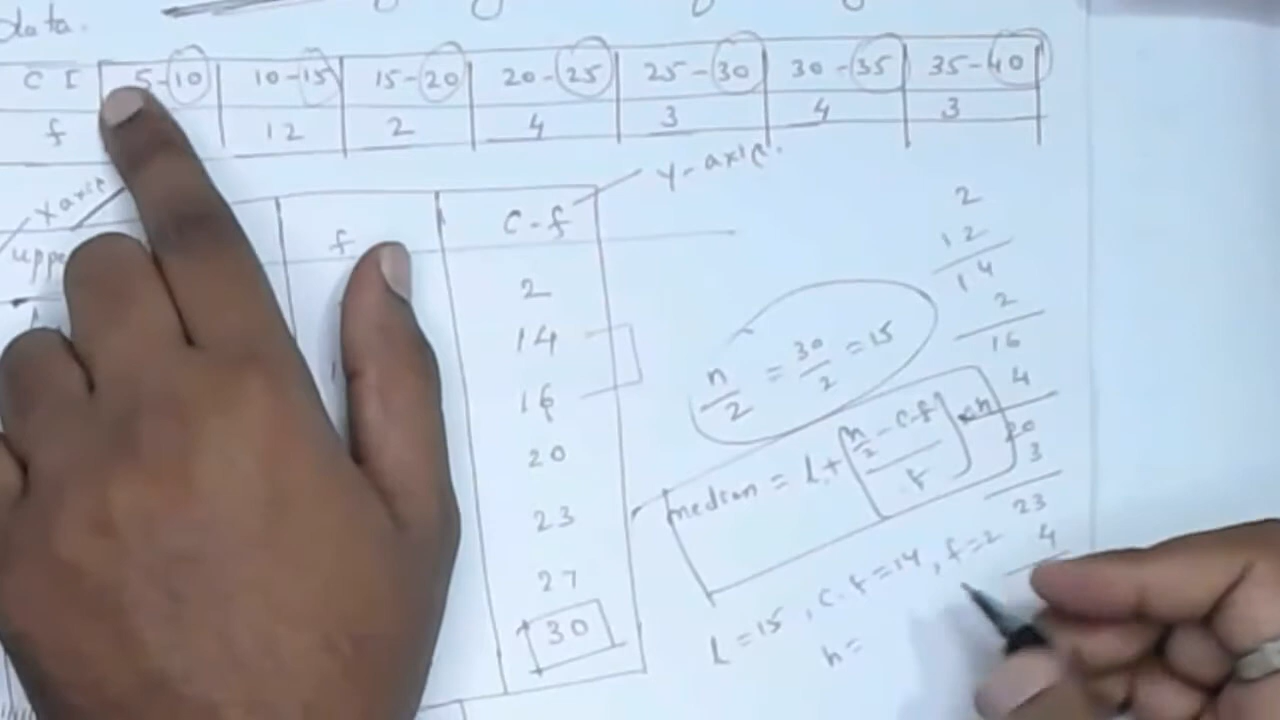 data.
C I 5-10 10-15 15-20 20-25 25-30 30-35 35-40
f 12 2 4 3 4 3
X axis
Y-axis.
uppe
f
C-f
2
14
16
20
23
27
30
n/2 = 30/2 = 15
median = l + [n/2 - c.f / f] × h
l = 15, c.f = 14, f = 2
h =
2
12
14
2
16
4
20
3
23
4